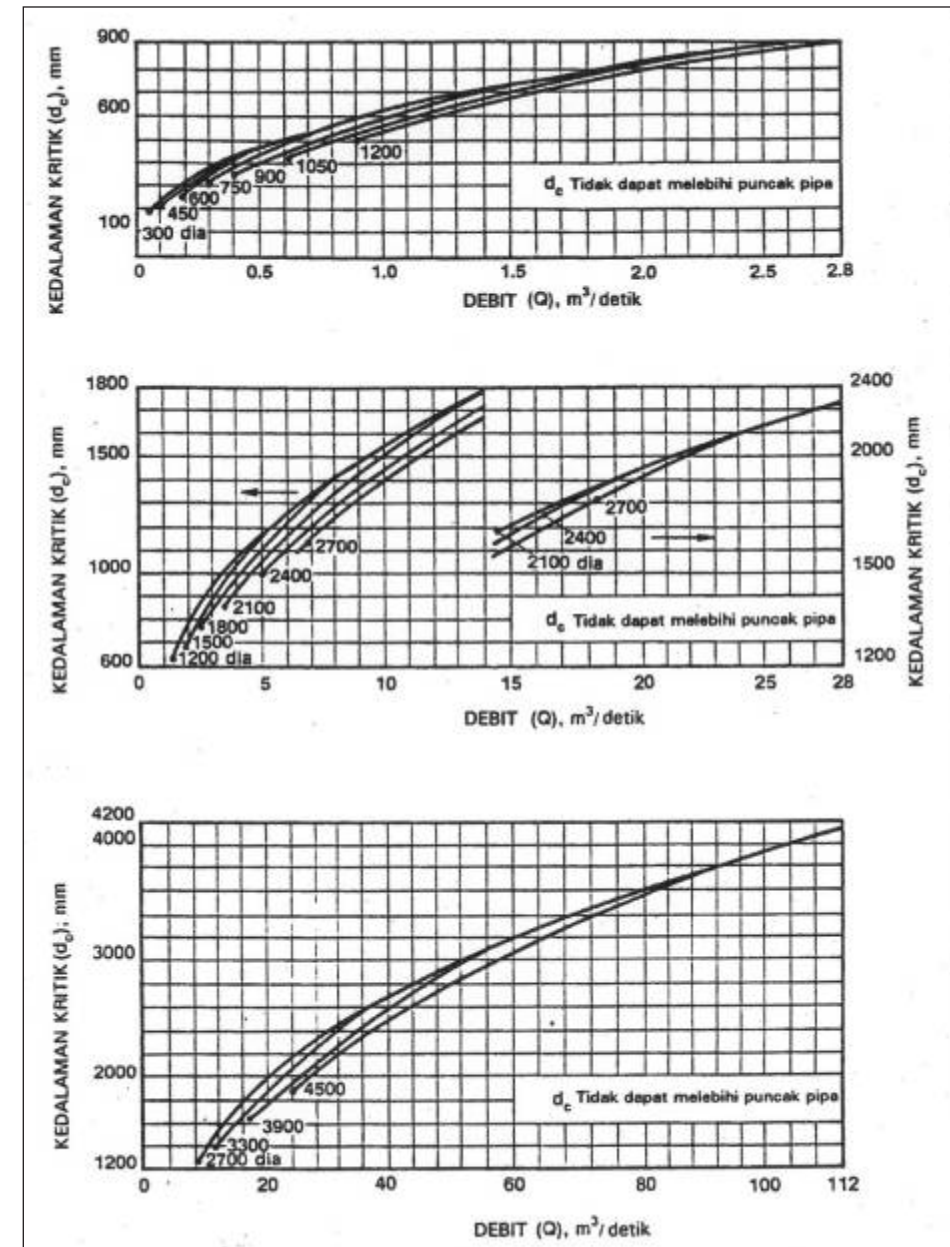 KEDALAMAN KRITIK (dc), mm
900
600
100
300 dia
450
600
750
900
1050
1200
dc Tidak dapat melebihi puncak pipa
0 0.5 1.0 1.5 2.0 2.5 2.8
DEBIT (Q), m³/detik
KEDALAMAN KRITIK (dc), mm
1800
1500
1000
600
1200 dia
1500
1800
2100
2400
2700
2700
2400
2100 dia
dc Tidak dapat melebihi puncak pipa
2400
2000
1500
1200
KEDALAMAN KRITIK (dc), mm
0 5 10 15 20 25 28
DEBIT (Q), m³/detik
KEDALAMAN KRITIK (dc); mm
4200
4000
3000
2000
1200
2700 dia
3300
3900
4500
dc Tidak dapat melebihi puncak pipa
0 20 40 60 80 100 112
DEBIT (Q), m³/detik